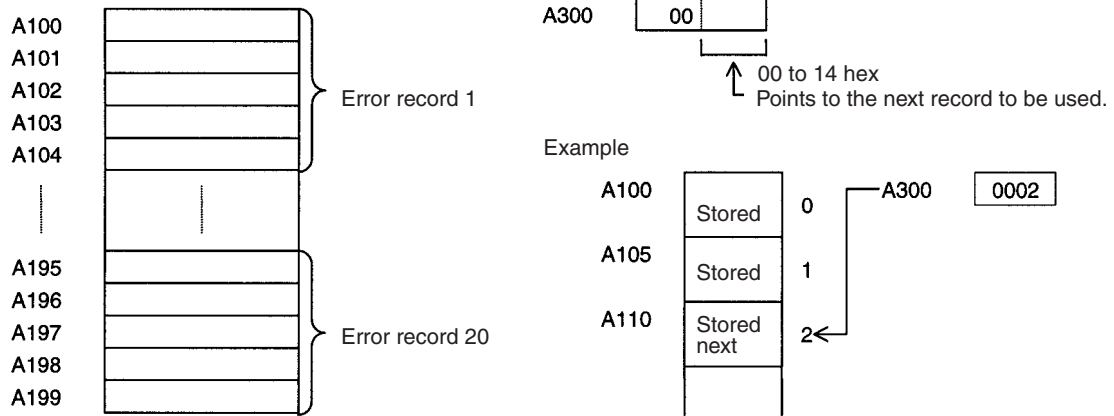 A100
A101
A102
A103
A104
Error record 1
A195
A196
A197
A198
A199
Error record 20
A300
00
00 to 14 hex
Points to the next record to be used.
Example
A100
Stored
0
A300
0002
A105
Stored
1
A110
Stored
next
2